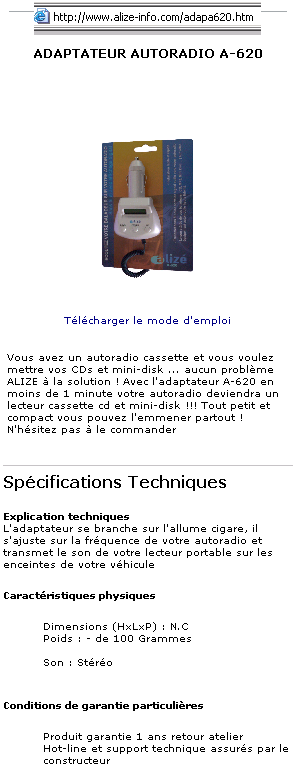 http://www.alize-info.com/adapa620.htm
ADAPTATEUR AUTORADIO A-620
alizé
Télécharger le mode d'emploi
Vous avez un autoradio cassette et vous voulez
mettre vos CDs et mini-disk ... aucun problème
ALIZE à la solution ! Avec l'adaptateur A-620 en
moins de 1 minute votre autoradio deviendra un
lecteur cassette cd et mini-disk !!! Tout petit et
compact vous pouvez l'emmener partout !
N'hésitez pas à le commander
Spécifications Techniques
Explication techniques
L'adaptateur se branche sur l'allume cigare, il
s'ajuste sur la fréquence de votre autoradio et
transmet le son de votre lecteur portable sur les
enceintes de votre véhicule
Caractéristiques physiques
Dimensions (HxLxP) : N.C
Poids : - de 100 Grammes
Son : Stéréo
Conditions de garantie particulières
Produit garantie 1 ans retour atelier
Hot-line et support technique assurés par le
constructeur